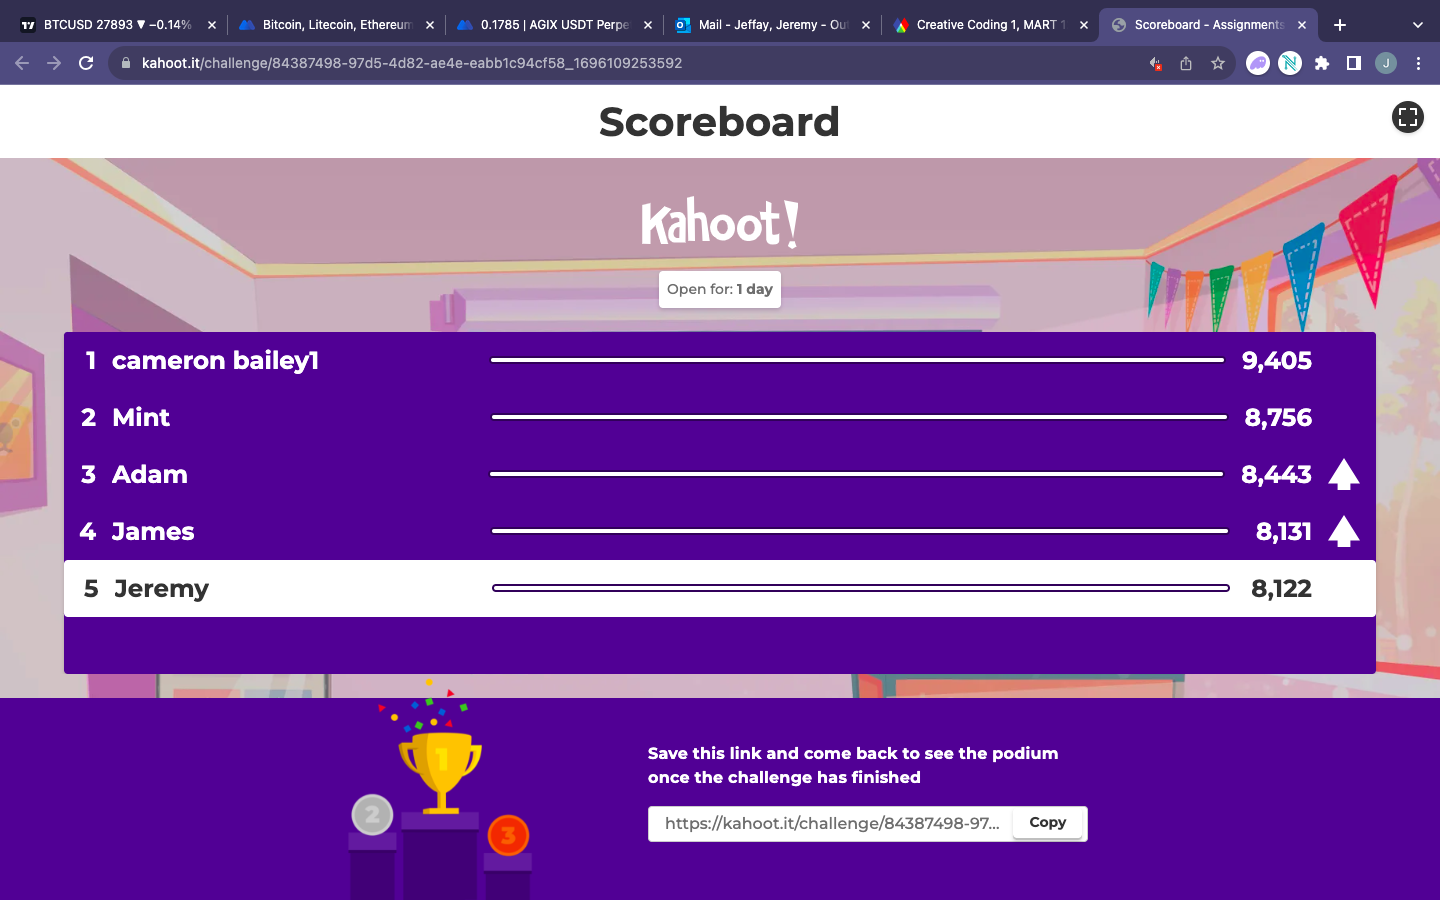 BTCUSD 27893 ▼ −0.14%
Bitcoin, Litecoin, Ethereum
0.1785 | AGIX USDT Perpe
Mail - Jeffay, Jeremy - Ou
Creative Coding 1, MART 1
Scoreboard - Assignments
kahoot.it/challenge/84387498-97d5-4d82-ae4e-eabb1c94cf58_1696109253592
J
Scoreboard
Kahoot!
Open for: 1 day
1 cameron bailey1 9,405
2 Mint 8,756
3 Adam 8,443
4 James 8,131
5 Jeremy 8,122
1
2
3
Save this link and come back to see the podium
once the challenge has finished
https://kahoot.it/challenge/84387498-97...
Copy